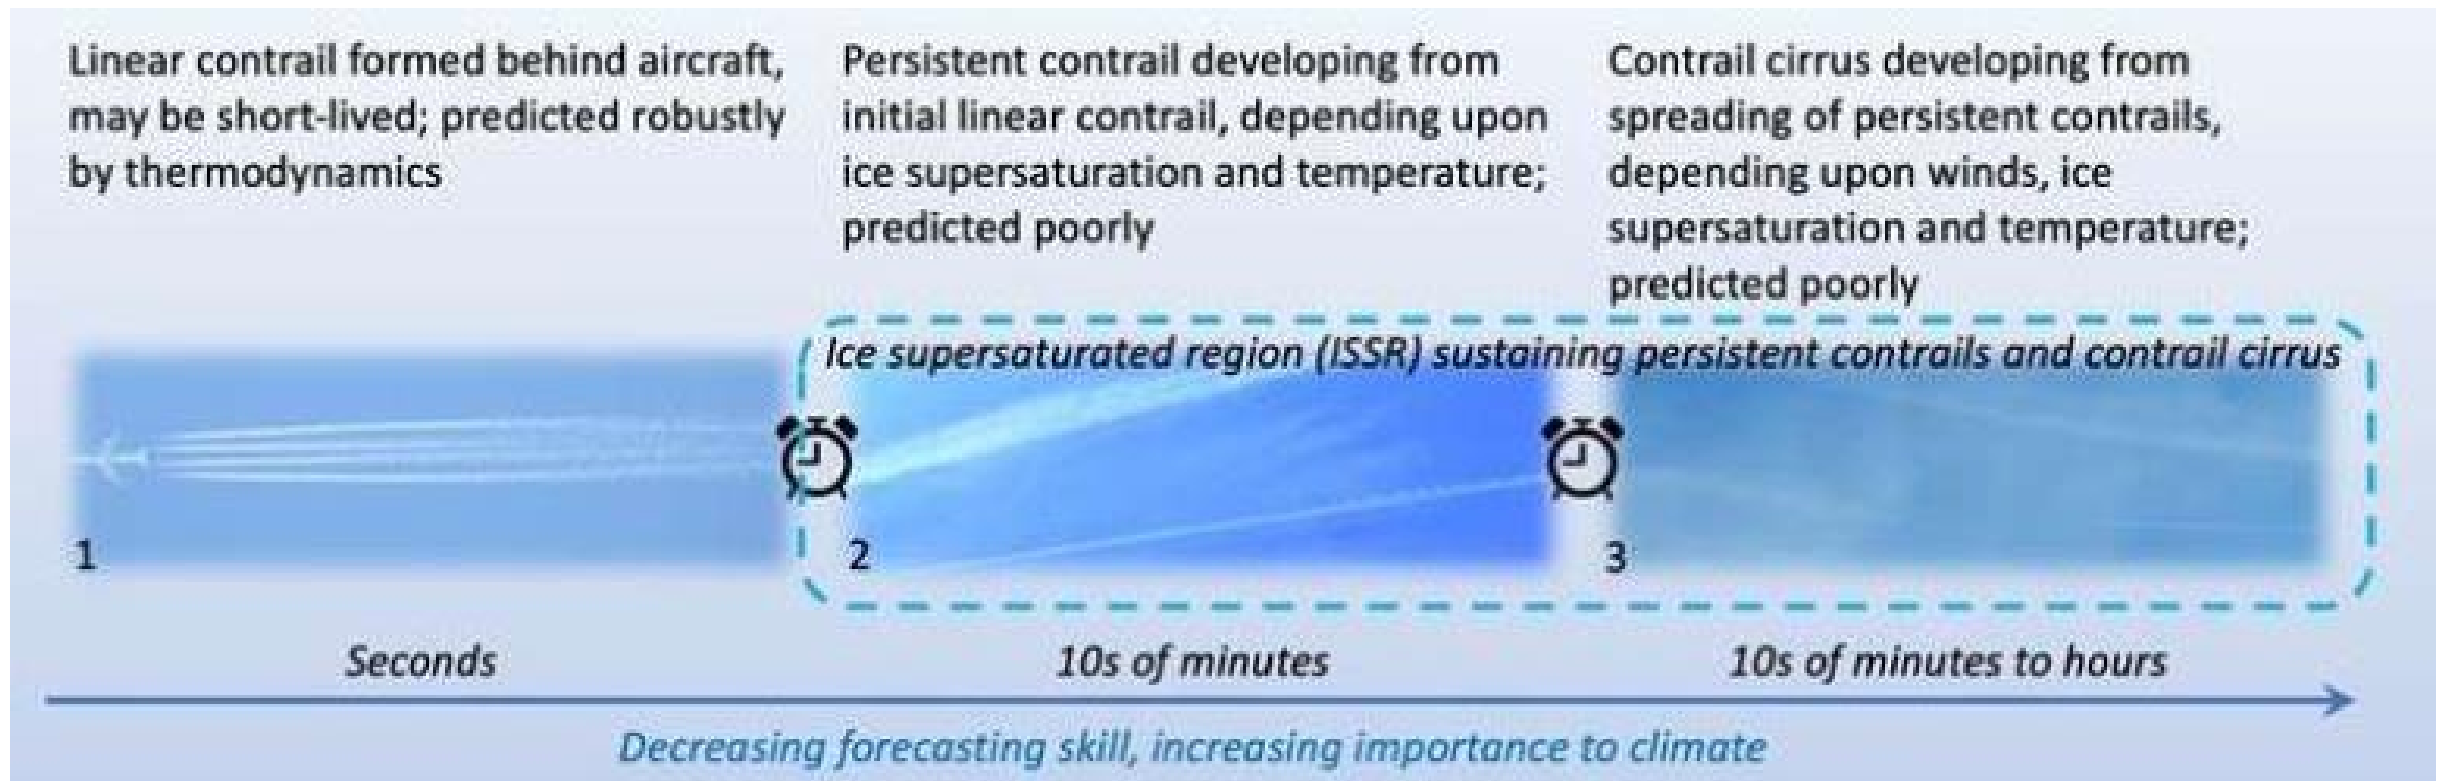 Linear contrail formed behind aircraft,
may be short-lived; predicted robustly
by thermodynamics
Persistent contrail developing from
initial linear contrail, depending upon
ice supersaturation and temperature;
predicted poorly
Contrail cirrus developing from
spreading of persistent contrails,
depending upon winds, ice
supersaturation and temperature;
predicted poorly
Ice supersaturated region (ISSR) sustaining persistent contrails and contrail cirrus
1
2
3
Seconds
10s of minutes
10s of minutes to hours
Decreasing forecasting skill, increasing importance to climate